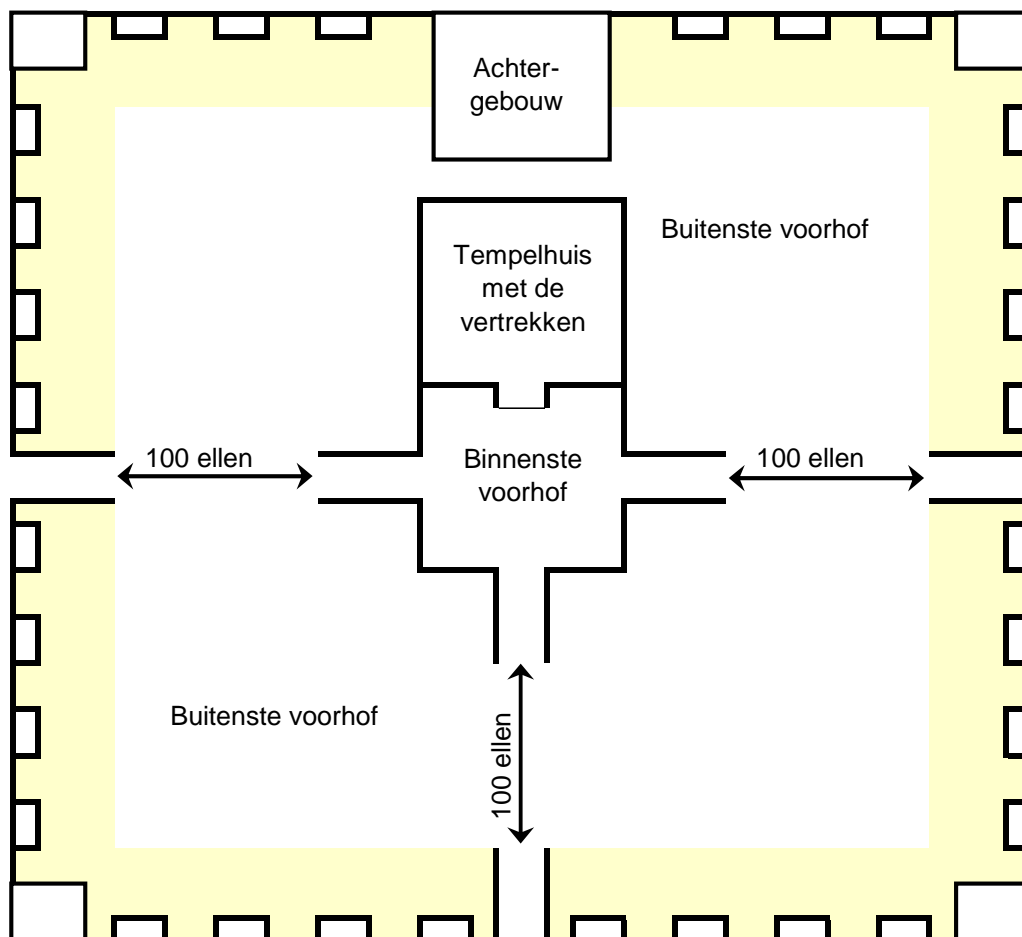 Achter-
gebouw
Buitenste voorhof
Tempelhuis
met de
vertrekken
100 ellen
Binnenste
voorhof
100 ellen
Buitenste voorhof
100 ellen